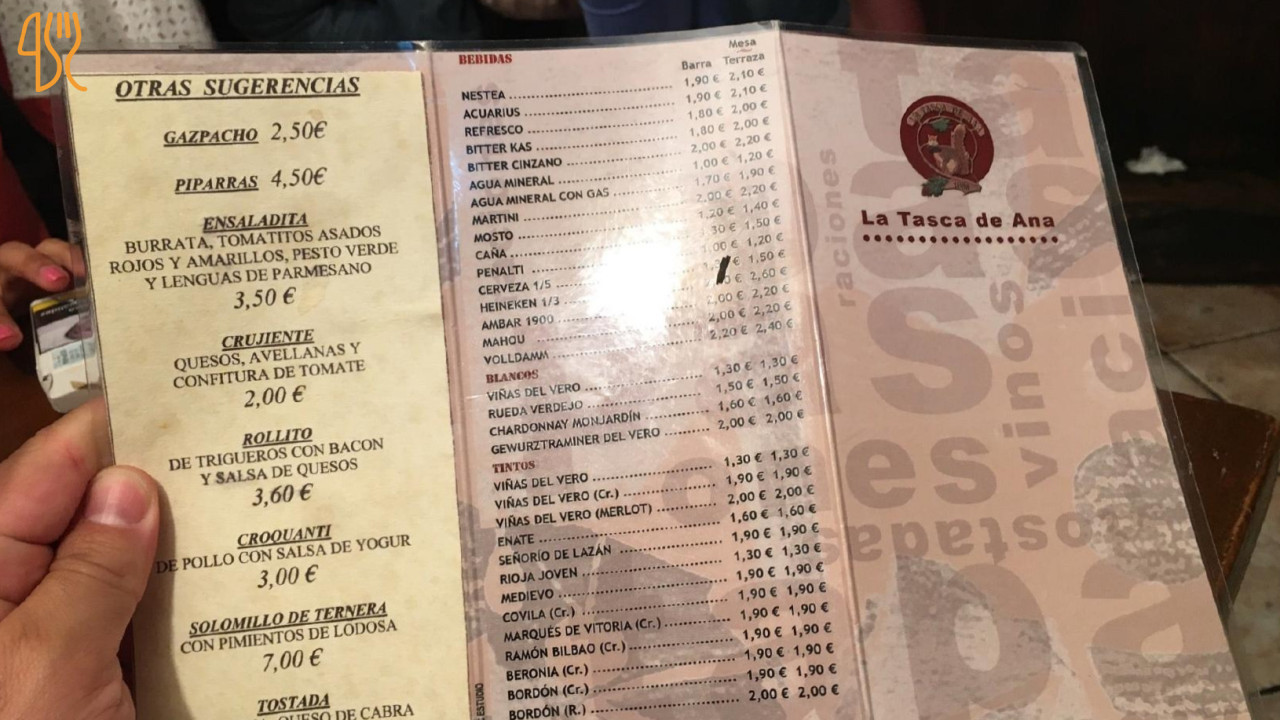 OTRAS SUGERENCIAS
GAZPACHO 2,50€
PIPARRAS 4,50€
ENSALADITA
BURRATA, TOMATITOS ASADOS
ROJOS Y AMARILLOS, PESTO VERDE
Y LENGUAS DE PARMESANO
3,50 €
CRUJIENTE
QUESOS, AVELLANAS Y
CONFITURA DE TOMATE
2,00 €
ROLLITO
DE TRIGUEROS CON BACON
Y SALSA DE QUESOS
3,60 €
CROQUANTI
DE POLLO CON SALSA DE YOGUR
3,00 €
SOLOMILLO DE TERNERA
CON PIMIENTOS DE LODOSA
7,00 €
TOSTADA
QUESO DE CABRA
BEBIDAS
Mesa
Barra Terraza
NESTEA 1,90 € 2,10 €
ACUARIUS 1,90 € 2,10 €
REFRESCO 1,80 € 2,00 €
BITTER KAS 1,80 € 2,00 €
BITTER CINZANO 2,00 € 2,20 €
AGUA MINERAL 1,00 € 1,20 €
AGUA MINERAL CON GAS 1,70 € 1,90 €
MARTINI 2,00 € 2,20 €
MOSTO 1,20 € 1,40 €
CAÑA 1,50 €
PENALTI 1,20 €
CERVEZA 1/5 € 1,50 €
HEINEKEN 1/3 € 2,60 €
AMBAR 1900 2,00 € 2,20 €
MAHOU 2,00 € 2,20 €
VOLLDAMM 2,20 € 2,40 €
BLANCOS
VIÑAS DEL VERO 1,30 € 1,30 €
RUEDA VERDEJO 1,50 € 1,50 €
CHARDONNAY MONJARDÍN 1,60 € 1,60 €
GEWURZTRAMINER DEL VERO 2,00 € 2,00 €
TINTOS
VIÑAS DEL VERO 1,30 € 1,30 €
VIÑAS DEL VERO (Cr.) 1,90 € 1,90 €
VIÑAS DEL VERO (MERLOT) 2,00 € 2,00 €
ENATE 1,60 € 1,60 €
SEÑORÍO DE LAZÁN 1,90 € 1,90 €
RIOJA JOVEN 1,30 € 1,30 €
MEDIEVO 1,90 € 1,90 €
COVILA (Cr.) 1,90 € 1,90 €
MARQUÉS DE VITORIA (Cr.) 1,90 € 1,90 €
RAMÓN BILBAO (Cr.) 1,90 € 1,90 €
BERONIA (Cr.) 1,90 € 1,90 €
BORDÓN (Cr.) 1,90 € 1,90 €
BORDÓN (R.) 2,00 € 2,00 €
ESTUDIO
La Tasca de Ana
raciones
vinos
tostadas